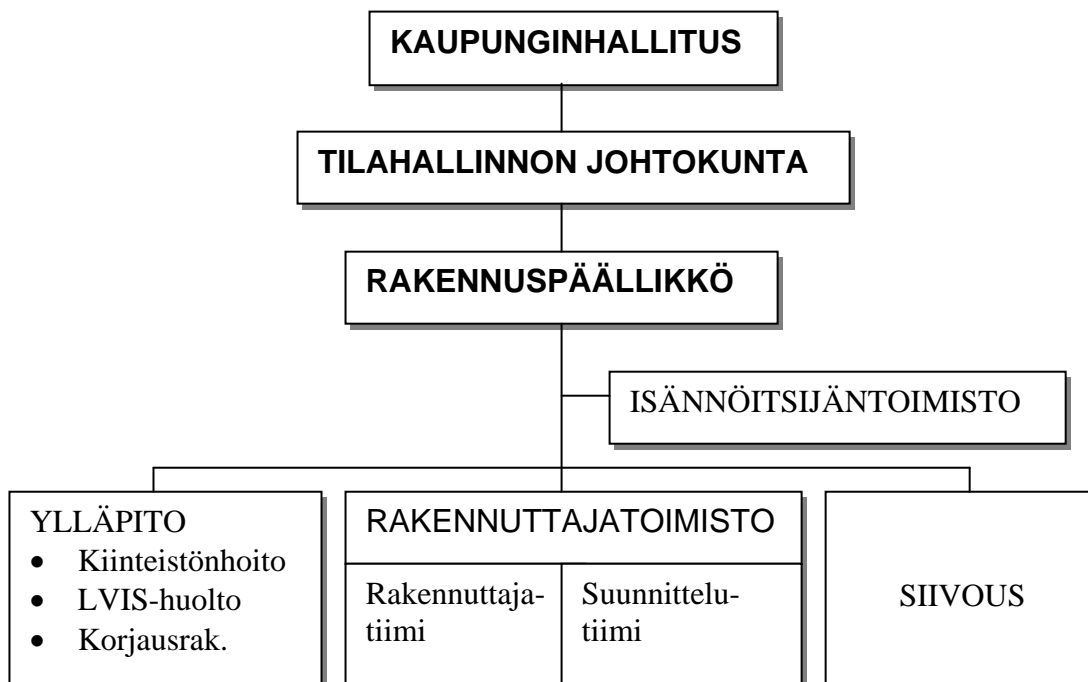 KAUPUNGINHALLITUS
TILAHALLINNON JOHTOKUNTA
RAKENNUSPÄÄLLIKKÖ
ISÄNNÖITSIJÄNTOIMISTO
YLLÄPITO
• Kiinteistönhoito
• LVIS-huolto
• Korjausrak.
RAKENNUTTAJATOIMISTO
Rakennuttaja-
tiimi
Suunnittelu-
tiimi
SIIVOUS